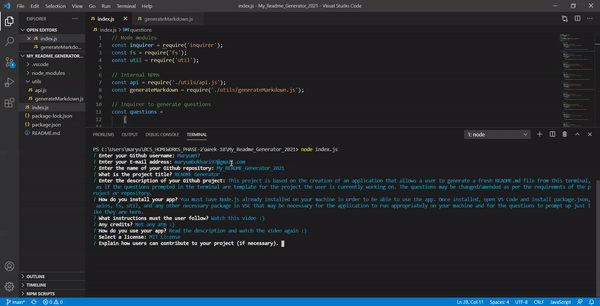 File Edit Selection View Go Run Terminal Help
index.js - My_Readme_Generator_2021 - Visual Studio Code
EXPLORER
OPEN EDITORS
index.js
generateMarkdown.js
MY_README_GENERATOR_...
.vscode
node_modules
utils
api.js
generateMarkdown.js
index.js
package-lock.json
package.json
README.md
OUTLINE
TIMELINE
NPM SCRIPTS
index.js generateMarkdown.js
index.js > questions
// Node modules
const inquirer = require('inquirer');
const fs = require('fs');
const util = require('util');
// Internal NPMs
const api = require('./utils/api.js');
const generateMarkdown = require('./utils/generateMarkdown.js');
// Inquirer to generate questions
const questions =
PROBLEMS OUTPUT DEBUG CONSOLE TERMINAL
1: node
PS C:\Users\maryu\BCS_HOMEWORKS_PHASE-2\Week-10\My_Readme_Generator_2021> node index.js
? Enter your Github username:
? Enter your E-mail address:
? Enter the name of your Github repository: My_README_Generator_2021
? What is the project title? README Generator
? Enter the description of your Github project: This project is based on the creation of an application that allows a user to generate a fresh README.md file from this terminal,
as if the questions prompted in the terminal are template for the project the user is currently working on. The questions may be changed/amended as per the requirements of the pr
oject or repository.
? How do you install your app? You must have Node.js already installed on your machine in order to be able to use the app. Once installed, open VS Code and install package.json,
axios, fs, util, and any other necessary package in VSC that may be necessary for the application to run appropriately on your machine and for the questions to prompt up just l
ike they are here.
? What instructions must the user follow? Watch this video :)
? Any credits? Not any atm :)
? How do you use your app? Read the description and watch the video again :)
? Select a license: MIT License
? Explain how users can contribute to your project (if necessary).
main* 0 0
Ln 28, Col 11 Spaces: 4 UTF-8 CRLF JavaScript